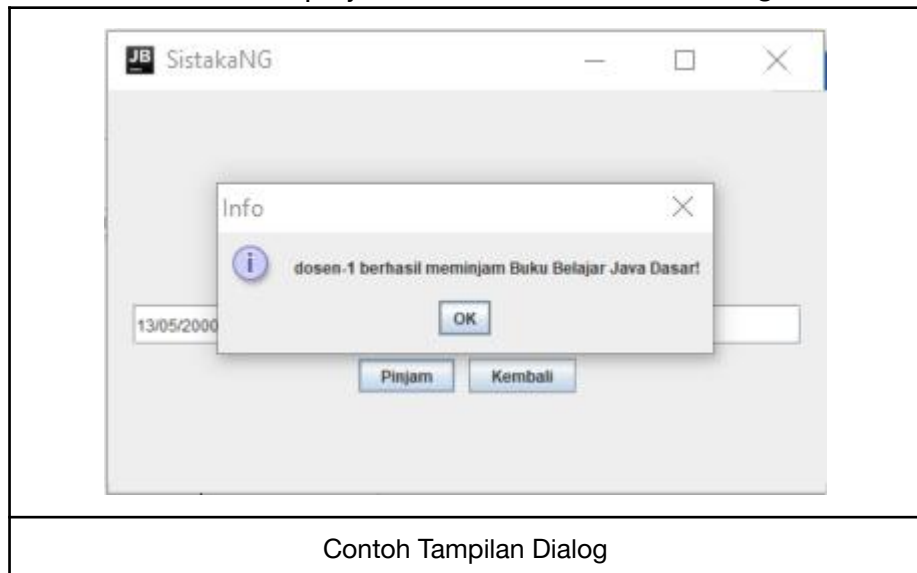 JB SistakaNG
Info
dosen-1 berhasil meminjam Buku Belajar Java Dasar!
OK
13/05/2000
Pinjam Kembali
Contoh Tampilan Dialog